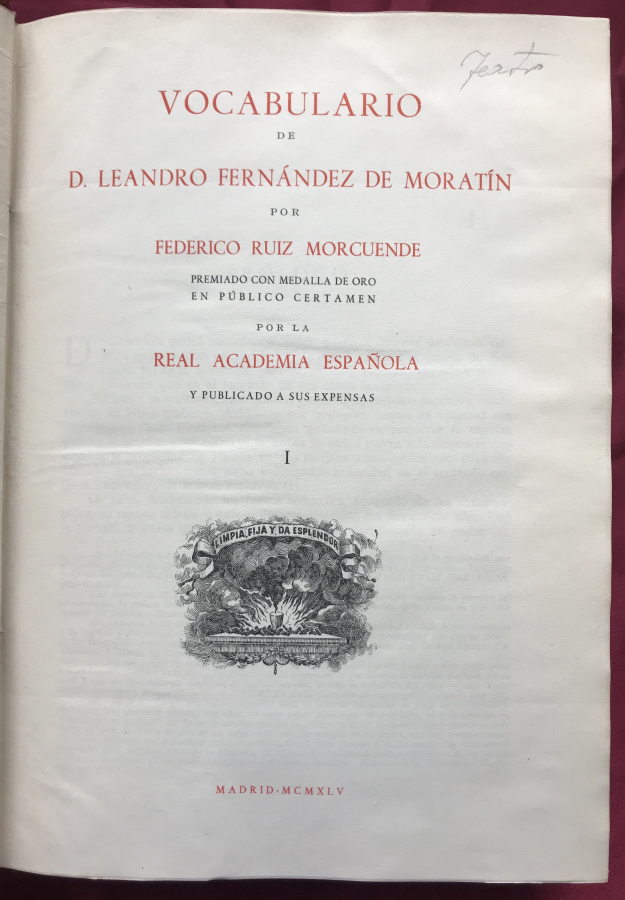 Teatro
VOCABULARIO
DE
D. LEANDRO FERNÁNDEZ DE MORATÍN
POR
FEDERICO RUIZ MORCUENDE
PREMIADO CON MEDALLA DE ORO
EN PÚBLICO CERTAMEN
POR LA
REAL ACADEMIA ESPAÑOLA
Y PUBLICADO A SUS EXPENSAS
I
LIMPIA, FIJA Y DA ESPLENDOR
MADRID·MCMXLV